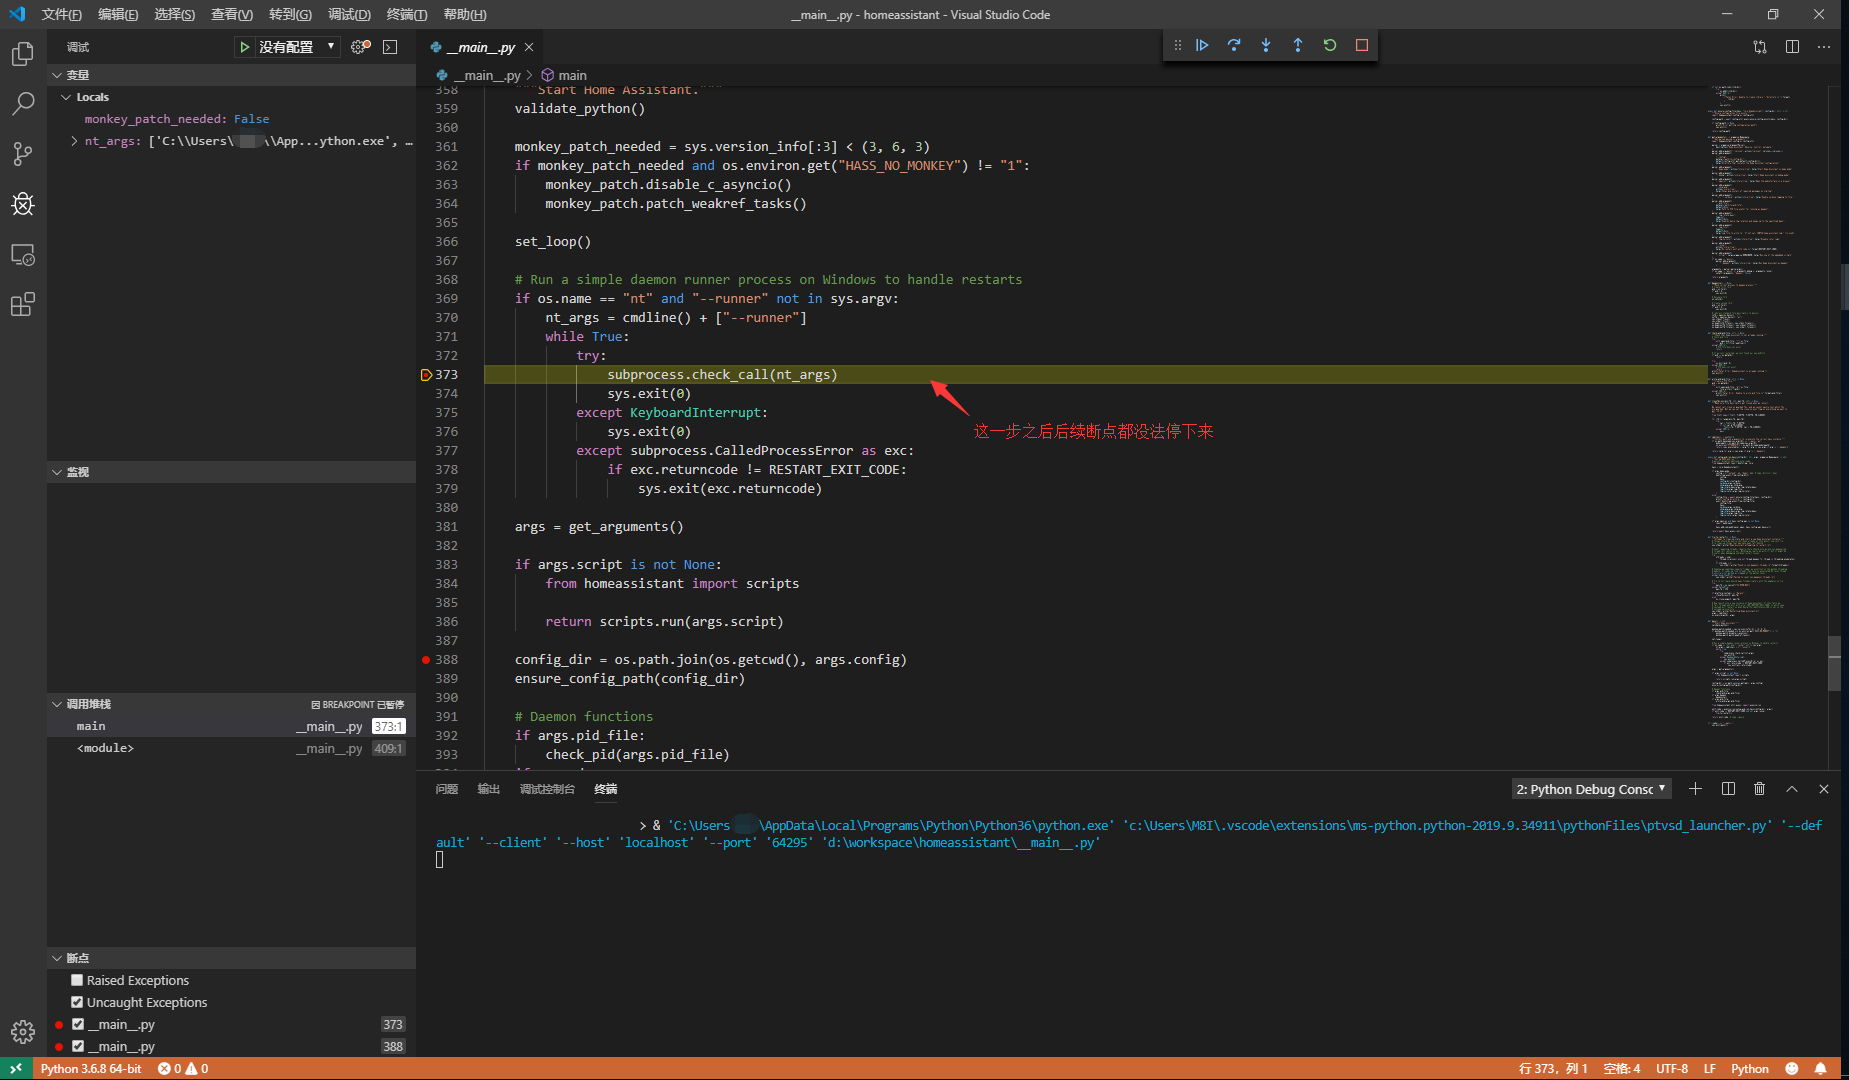 文件(F) 编辑(E) 选择(S) 查看(V) 转到(G) 调试(D) 终端(T) 帮助(H)
__main__.py - homeassistant - Visual Studio Code
调试
没有配置
__main__.py
__main__.py > main
变量
Locals
monkey_patch_needed: False
nt_args: ['C:\\Users\ \\App...ython.exe', …
358 """Start Home Assistant."""
359 validate_python()
360
361 monkey_patch_needed = sys.version_info[:3] < (3, 6, 3)
362 if monkey_patch_needed and os.environ.get("HASS_NO_MONKEY") != "1":
363 monkey_patch.disable_c_asyncio()
364 monkey_patch.patch_weakref_tasks()
365
366 set_loop()
367
368 # Run a simple daemon runner process on Windows to handle restarts
369 if os.name == "nt" and "--runner" not in sys.argv:
370 nt_args = cmdline() + ["--runner"]
371 while True:
372 try:
373 subprocess.check_call(nt_args)
374 sys.exit(0)
375 except KeyboardInterrupt:
这一步之后后续断点都没法停下来
376 sys.exit(0)
377 except subprocess.CalledProcessError as exc:
378 if exc.returncode != RESTART_EXIT_CODE:
379 sys.exit(exc.returncode)
380
381 args = get_arguments()
382
383 if args.script is not None:
384 from homeassistant import scripts
385
386 return scripts.run(args.script)
387
388 config_dir = os.path.join(os.getcwd(), args.config)
389 ensure_config_path(config_dir)
390
391 # Daemon functions
392 if args.pid_file:
393 check_pid(args.pid_file)
监视
调用堆栈
因 BREAKPOINT 已暂停
main __main__.py 373:1
<module> __main__.py 409:1
问题 输出 调试控制台 终端
2: Python Debug Consc
> & 'C:\Users \AppData\Local\Programs\Python\Python36\python.exe' 'c:\Users\M8I\.vscode\extensions\ms-python.python-2019.9.34911\pythonFiles\ptvsd_launcher.py' '--def
ault' '--client' '--host' 'localhost' '--port' '64295' 'd:\workspace\homeassistant\__main__.py'
断点
Raised Exceptions
Uncaught Exceptions
__main__.py 373
__main__.py 388
Python 3.6.8 64-bit 0 0
行 373，列 1 空格: 4 UTF-8 LF Python